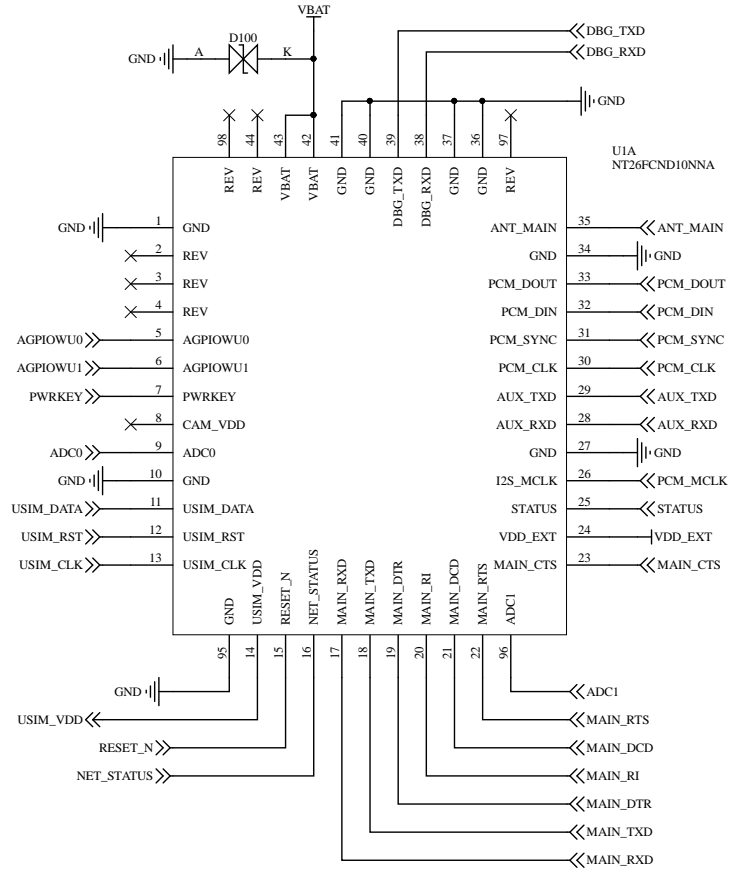 VBAT
D100
GND A K
DBG_TXD
DBG_RXD
GND
98 44 43 42 41 40 39 38 37 36 97
U1A
NT26FCND10NNA
REV REV VBAT VBAT GND GND DBG_TXD DBG_RXD GND GND REV
GND 1 GND ANT_MAIN 35 ANT_MAIN
2 REV GND 34 GND
3 REV PCM_DOUT 33 PCM_DOUT
4 REV PCM_DIN 32 PCM_DIN
AGPIOWU0 5 AGPIOWU0 PCM_SYNC 31 PCM_SYNC
AGPIOWU1 6 AGPIOWU1 PCM_CLK 30 PCM_CLK
PWRKEY 7 PWRKEY AUX_TXD 29 AUX_TXD
8 CAM_VDD AUX_RXD 28 AUX_RXD
ADC0 9 ADC0 GND 27 GND
GND 10 GND I2S_MCLK 26 PCM_MCLK
USIM_DATA 11 USIM_DATA STATUS 25 STATUS
USIM_RST 12 USIM_RST VDD_EXT 24 VDD_EXT
USIM_CLK 13 USIM_CLK MAIN_CTS 23 MAIN_CTS
GND USIM_VDD RESET_N NET_STATUS MAIN_RXD MAIN_TXD MAIN_DTR MAIN_RI MAIN_DCD MAIN_RTS ADC1
95 14 15 16 17 18 19 20 21 22 96
GND ADC1
USIM_VDD MAIN_RTS
RESET_N MAIN_DCD
NET_STATUS MAIN_RI
MAIN_DTR
MAIN_TXD
MAIN_RXD